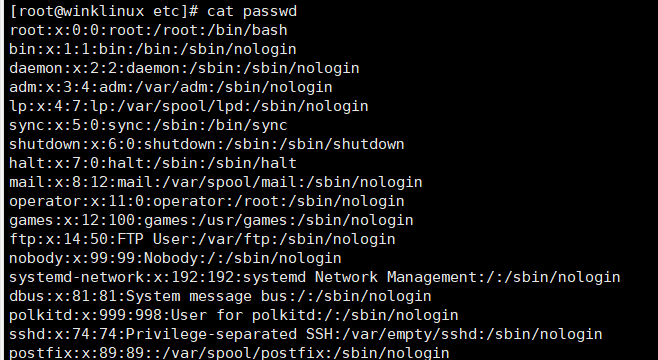 [root@winklinux etc]# cat passwd
root:x:0:0:root:/root:/bin/bash
bin:x:1:1:bin:/bin:/sbin/nologin
daemon:x:2:2:daemon:/sbin:/sbin/nologin
adm:x:3:4:adm:/var/adm:/sbin/nologin
lp:x:4:7:lp:/var/spool/lpd:/sbin/nologin
sync:x:5:0:sync:/sbin:/bin/sync
shutdown:x:6:0:shutdown:/sbin:/sbin/shutdown
halt:x:7:0:halt:/sbin:/sbin/halt
mail:x:8:12:mail:/var/spool/mail:/sbin/nologin
operator:x:11:0:operator:/root:/sbin/nologin
games:x:12:100:games:/usr/games:/sbin/nologin
ftp:x:14:50:FTP User:/var/ftp:/sbin/nologin
nobody:x:99:99:Nobody:/:/sbin/nologin
systemd-network:x:192:192:systemd Network Management:/:/sbin/nologin
dbus:x:81:81:System message bus:/:/sbin/nologin
polkitd:x:999:998:User for polkitd:/:/sbin/nologin
sshd:x:74:74:Privilege-separated SSH:/var/empty/sshd:/sbin/nologin
postfix:x:89:89::/var/spool/postfix:/sbin/nologin